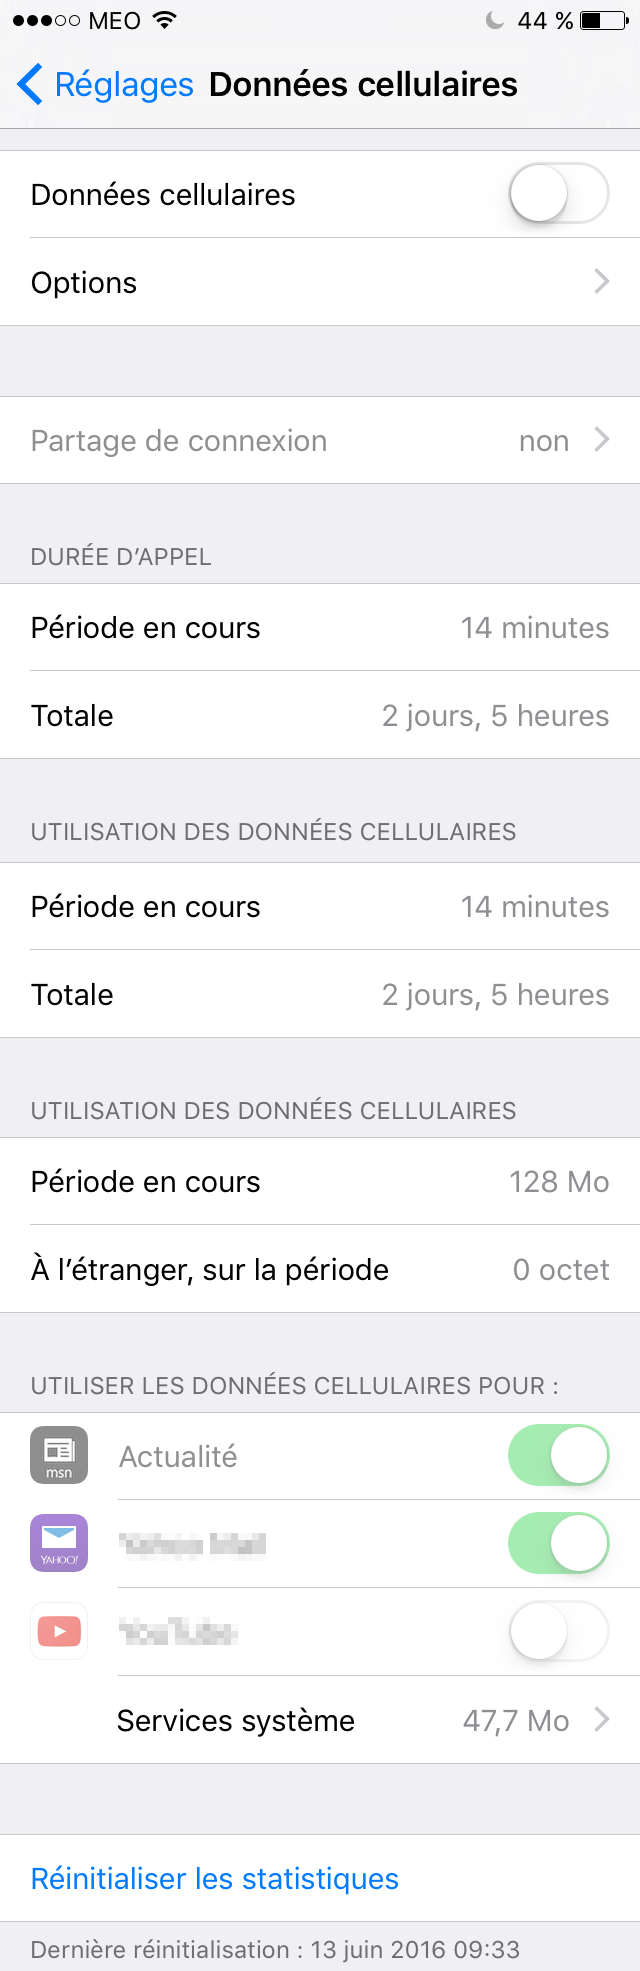 MEO 44 %
Réglages Données cellulaires
Données cellulaires
Options
Partage de connexion non
DURÉE D’APPEL
Période en cours 14 minutes
Totale 2 jours, 5 heures
UTILISATION DES DONNÉES CELLULAIRES
Période en cours 14 minutes
Totale 2 jours, 5 heures
UTILISATION DES DONNÉES CELLULAIRES
Période en cours 128 Mo
À l’étranger, sur la période 0 octet
UTILISER LES DONNÉES CELLULAIRES POUR :
msn Actualité
YAHOO!
Services système 47,7 Mo
Réinitialiser les statistiques
Dernière réinitialisation : 13 juin 2016 09:33